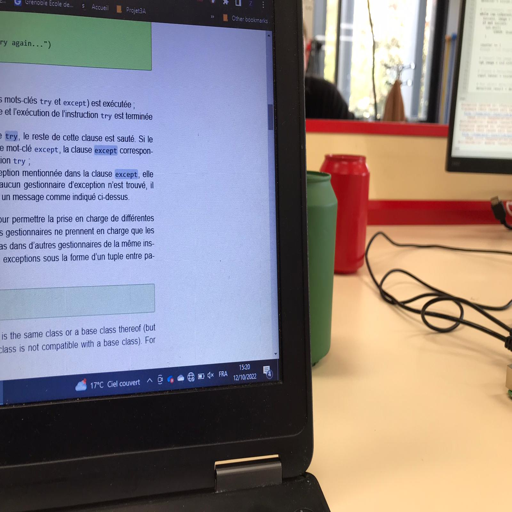 Grenoble Ecole de...
Accueil
ProjetSA
Other bookmarks
ry again...")
s mots-clés try et except) est exécutée ;
e et l'exécution de l'instruction try est terminée
e try, le reste de cette clause est sauté. Si le
e mot-clé except, la clause except correspon-
ion try ;
eption mentionnée dans la clause except, elle
aucun gestionnaire d'exception n'est trouvé, il
un message comme indiqué ci-dessus.
our permettre la prise en charge de différentes
s gestionnaires ne prennent en charge que les
as dans d'autres gestionnaires de la même ins-
exceptions sous la forme d'un tuple entre pa-
is the same class or a base class thereof (but
class is not compatible with a base class). For
17°C Ciel couvert
FRA
15:20
12/10/2022